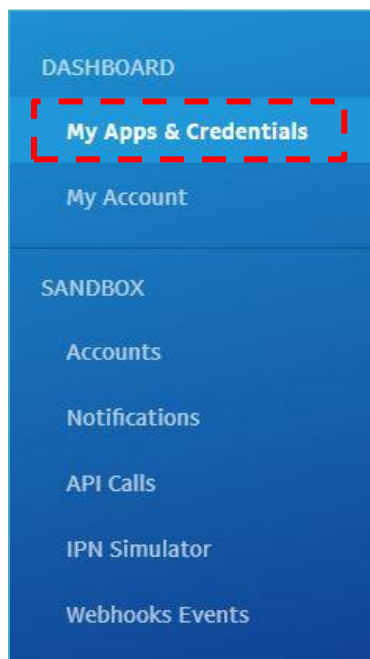 DASHBOARD
My Apps & Credentials
My Account
SANDBOX
Accounts
Notifications
API Calls
IPN Simulator
Webhooks Events